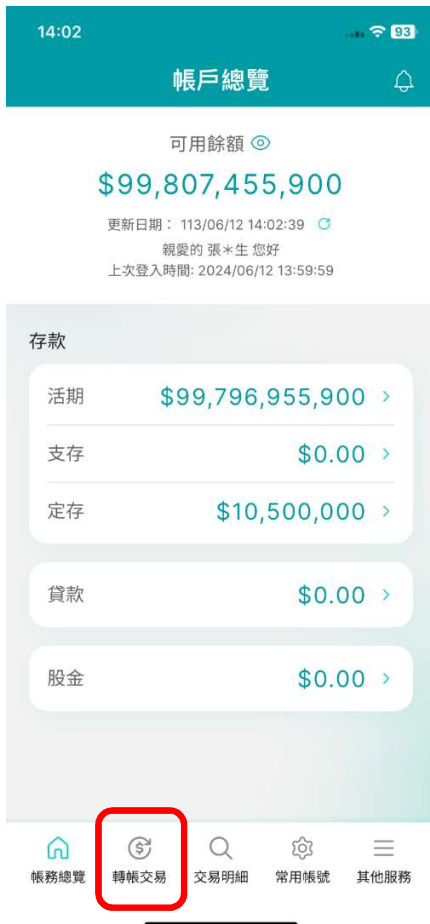 14:02 93
帳戶總覽
可用餘額
$99,807,455,900
更新日期： 113/06/12 14:02:39
親愛的 張＊生 您好
上次登入時間: 2024/06/12 13:59:59
存款
活期 $99,796,955,900
支存 $0.00
定存 $10,500,000
貸款 $0.00
股金 $0.00
帳務總覽 轉帳交易 交易明細 常用帳號 其他服務